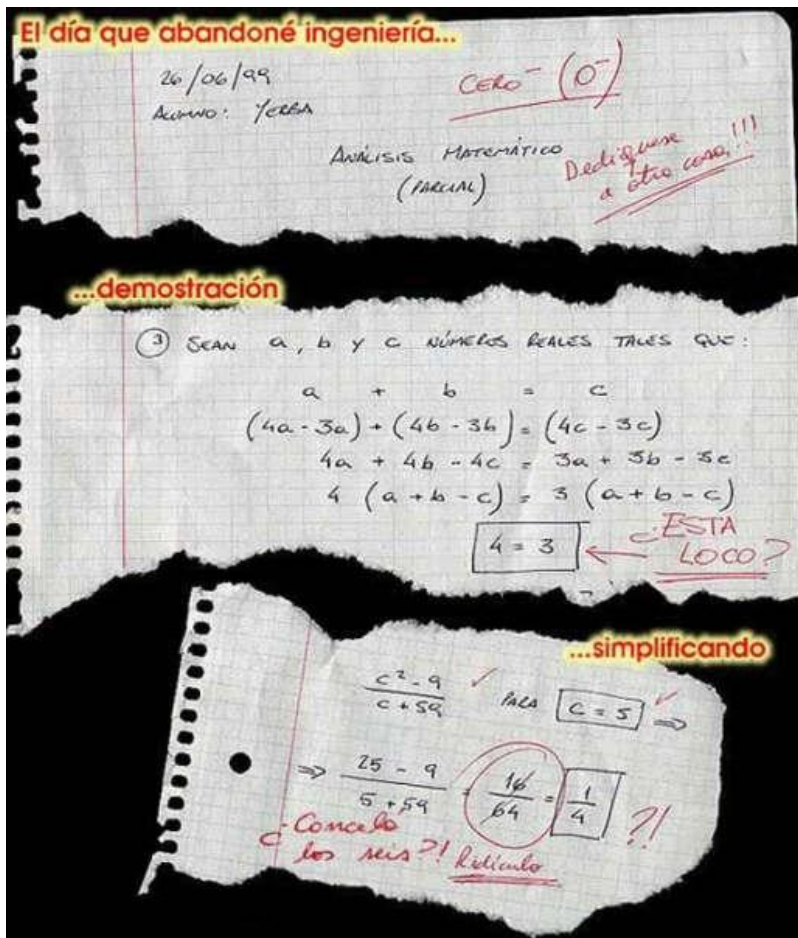 El día que abandoné ingeniería...
26/06/99
CERO⁻ (0⁻)
ALUMNO: YERBA
ANÁLISIS MATEMÁTICO
(PARCIAL)
Dediquese
a otra cosa!!!
...demostración
③ SEAN a, b y c NÚMEROS REALES TALES QUE:
a + b = c
(4a - 3a) + (4b - 3b) = (4c - 3c)
4a + 4b - 4c = 3a + 3b - 3c
4 (a + b - c) = 3 (a + b - c)
4 = 3 ← ¿ESTA
LOCO?
...simplificando
c² - 9 / c + 59 ✓ PARA c = 5 ✓ ⇒
⇒ 25 - 9 / 5 + 59 = 16 / 64 = 1 / 4 ?!
¿Cancelo
los seis?! Ridículo